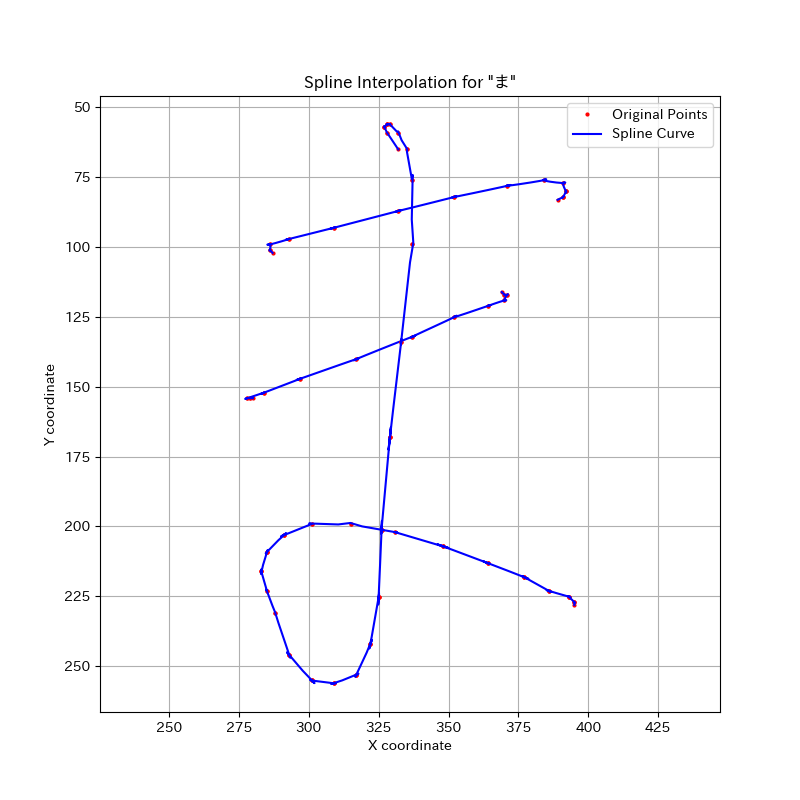 Spline Interpolation for "ま"
Original Points
Spline Curve
Y coordinate
50
75
100
125
150
175
200
225
250
ま
250 275 300 325 350 375 400 425
X coordinate